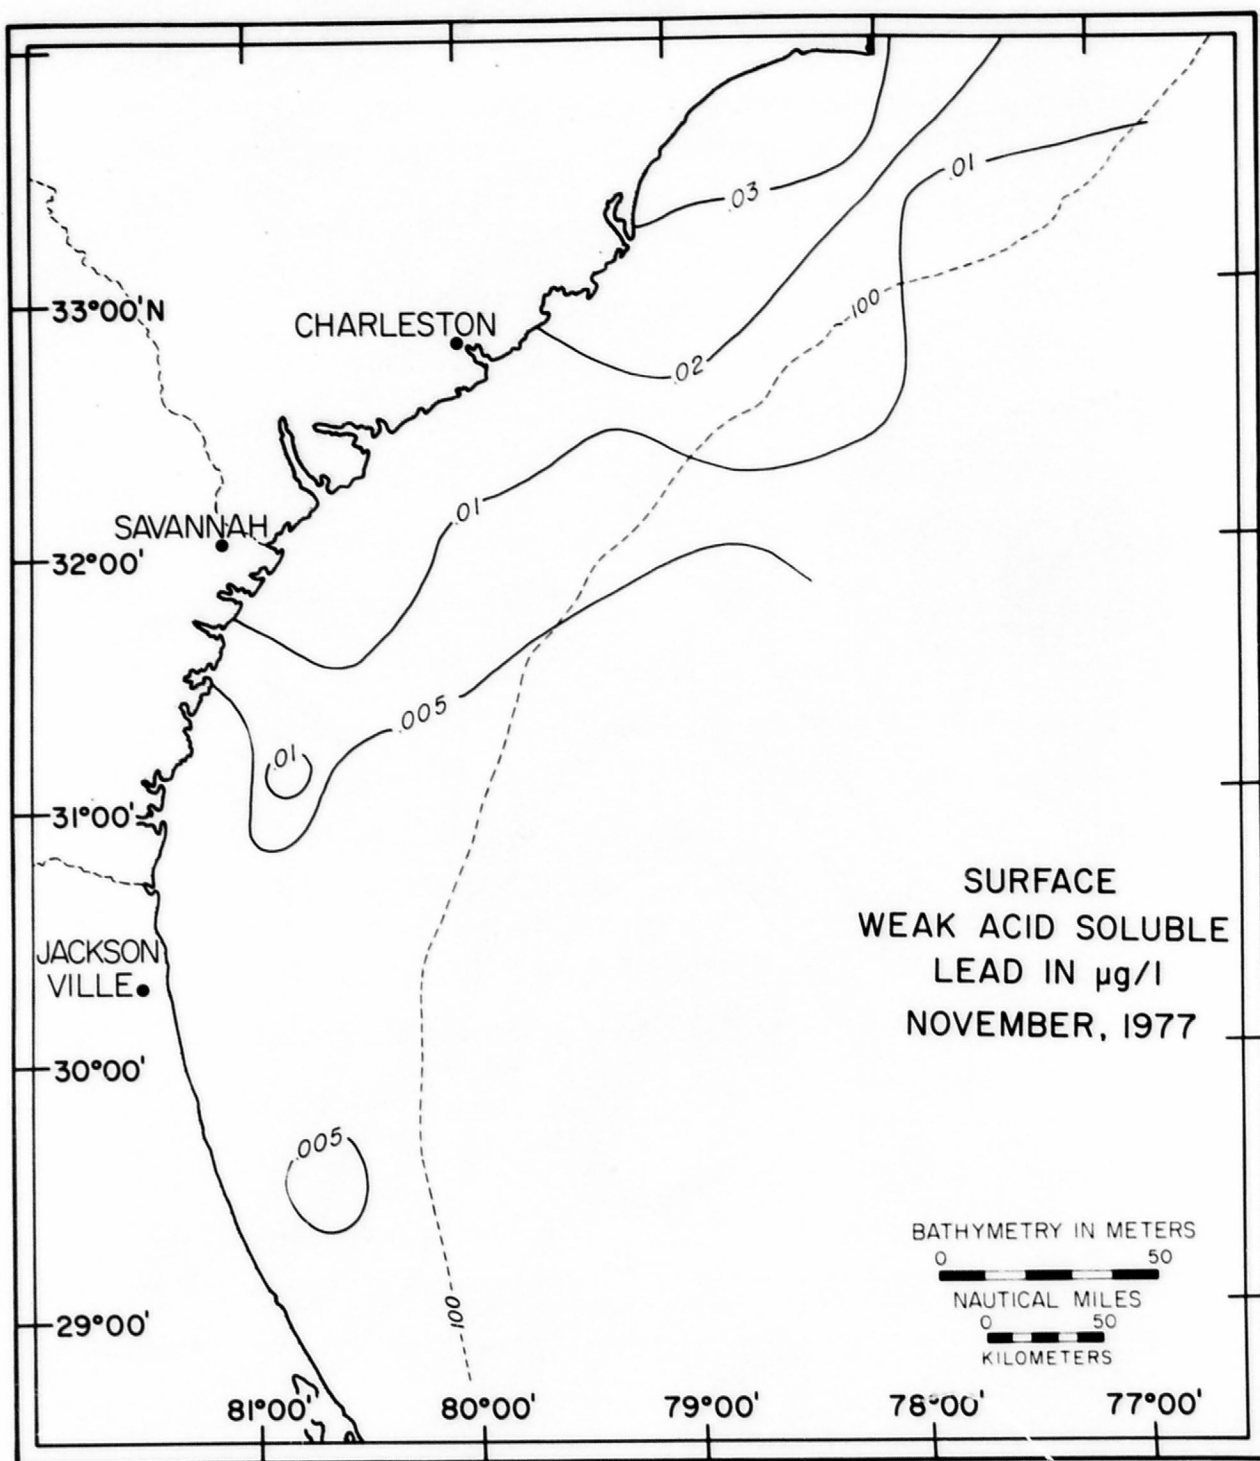 .03
.01
33°00'N
100
CHARLESTON
.02
.01
SAVANNAH
32°00'
.005
.01
31°00'
SURFACE
WEAK ACID SOLUBLE
LEAD IN µg/l
NOVEMBER, 1977
JACKSON
VILLE
30°00'
.005
BATHYMETRY IN METERS
0 50
NAUTICAL MILES
0 50
KILOMETERS
29°00'
100
81°00' 80°00' 79°00' 78°00' 77°00'